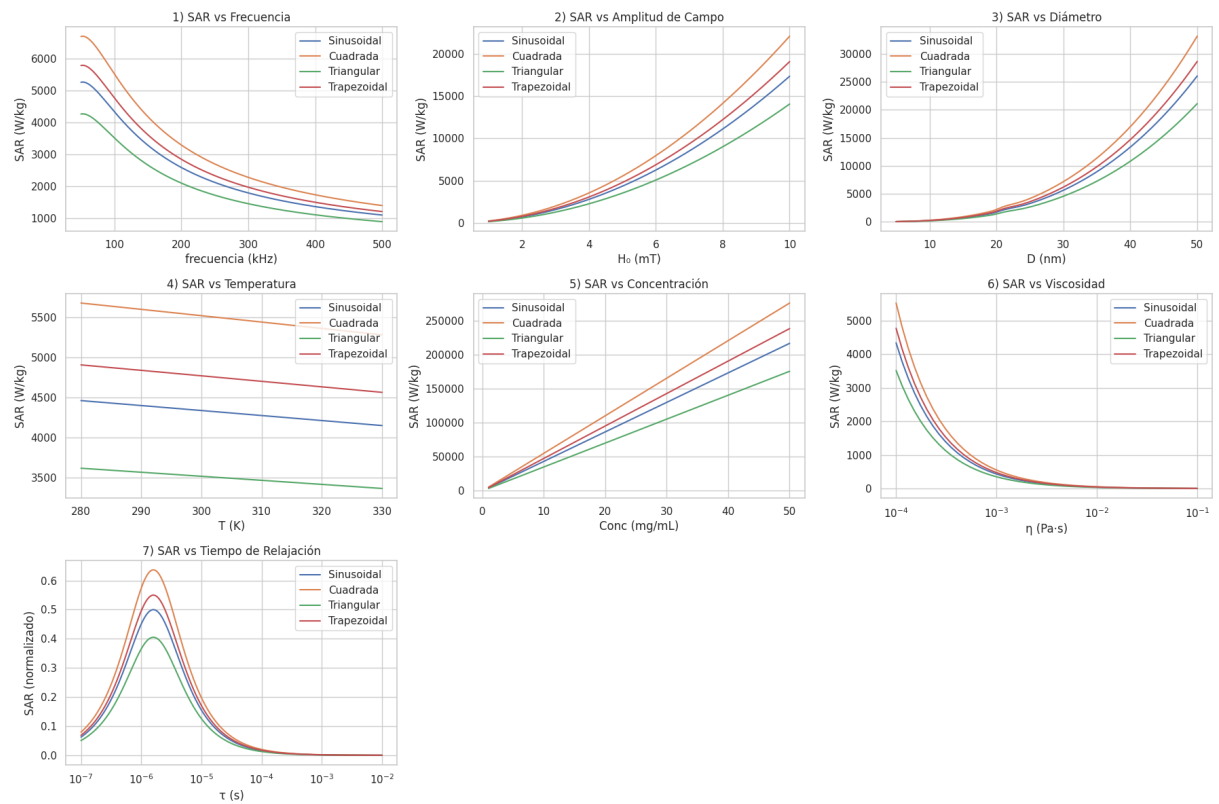 1) SAR vs Frecuencia
SAR (W/kg)
6000
5000
4000
3000
2000
1000
Sinusoidal
Cuadrada
Triangular
Trapezoidal
100 200 300 400 500
frecuencia (kHz)
2) SAR vs Amplitud de Campo
SAR (W/kg)
20000
15000
10000
5000
0
Sinusoidal
Cuadrada
Triangular
Trapezoidal
2 4 6 8 10
H₀ (mT)
3) SAR vs Diámetro
SAR (W/kg)
30000
25000
20000
15000
10000
5000
0
Sinusoidal
Cuadrada
Triangular
Trapezoidal
10 20 30 40 50
D (nm)
4) SAR vs Temperatura
SAR (W/kg)
5500
5000
4500
4000
3500
Sinusoidal
Cuadrada
Triangular
Trapezoidal
280 290 300 310 320 330
T (K)
5) SAR vs Concentración
SAR (W/kg)
250000
200000
150000
100000
50000
0
Sinusoidal
Cuadrada
Triangular
Trapezoidal
0 10 20 30 40 50
Conc (mg/mL)
6) SAR vs Viscosidad
SAR (W/kg)
5000
4000
3000
2000
1000
0
Sinusoidal
Cuadrada
Triangular
Trapezoidal
10⁻⁴ 10⁻³ 10⁻² 10⁻¹
η (Pa·s)
7) SAR vs Tiempo de Relajación
SAR (normalizado)
0.6
0.5
0.4
0.3
0.2
0.1
0.0
Sinusoidal
Cuadrada
Triangular
Trapezoidal
10⁻⁷ 10⁻⁶ 10⁻⁵ 10⁻⁴ 10⁻³ 10⁻²
τ (s)